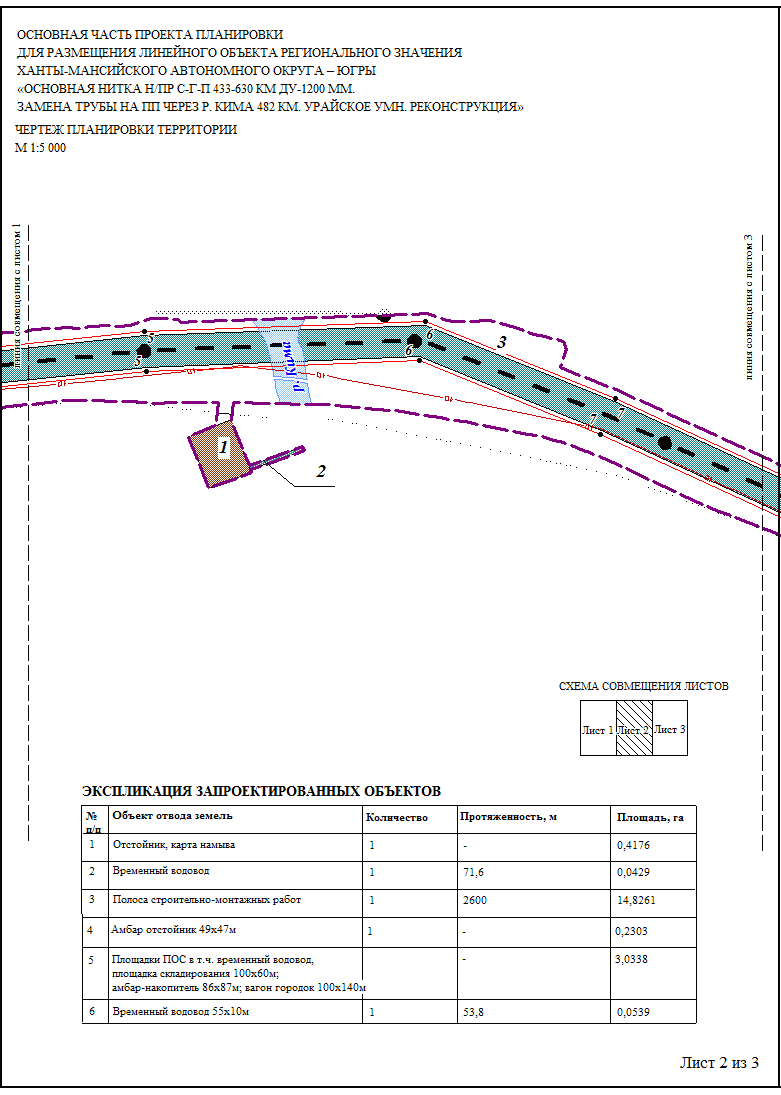 ОСНОВНАЯ ЧАСТЬ ПРОЕКТА ПЛАНИРОВКИ
ДЛЯ РАЗМЕЩЕНИЯ ЛИНЕЙНОГО ОБЪЕКТА РЕГИОНАЛЬНОГО ЗНАЧЕНИЯ
ХАНТЫ-МАНСИЙСКОГО АВТОНОМНОГО ОКРУГА – ЮГРЫ
«ОСНОВНАЯ НИТКА Н/ПР С-Г-П 433-630 КМ ДУ-1200 ММ.
ЗАМЕНА ТРУБЫ НА ПП ЧЕРЕЗ Р. КИМА 482 КМ. УРАЙСКОЕ УМН. РЕКОНСТРУКЦИЯ»
ЧЕРТЕЖ ПЛАНИРОВКИ ТЕРРИТОРИИ
М 1:5 000
линия совмещения с листом 1
линия совмещения с листом 3
5
5
6
6
3
р. Кима
7
7
1
2
СХЕМА СОВМЕЩЕНИЯ ЛИСТОВ
Лист 1 Лист 2 Лист 3
ЭКСПЛИКАЦИЯ ЗАПРОЕКТИРОВАННЫХ ОБЪЕКТОВ
№ п/п Объект отвода земель Количество Протяженность, м Площадь, га
1 Отстойник, карта намыва 1 - 0,4176
2 Временный водовод 1 71,6 0,0429
3 Полоса строительно-монтажных работ 1 2600 14,8261
4 Амбар отстойник 49х47м 1 - 0,2303
5 Площадки ПОС в т.ч. временный водовод, - 3,0338
площадка складирования 100х60м;
амбар-накопитель 86х87м; вагон городок 100х140м
6 Временный водовод 55х10м 1 53,8 0,0539
Лист 2 из 3